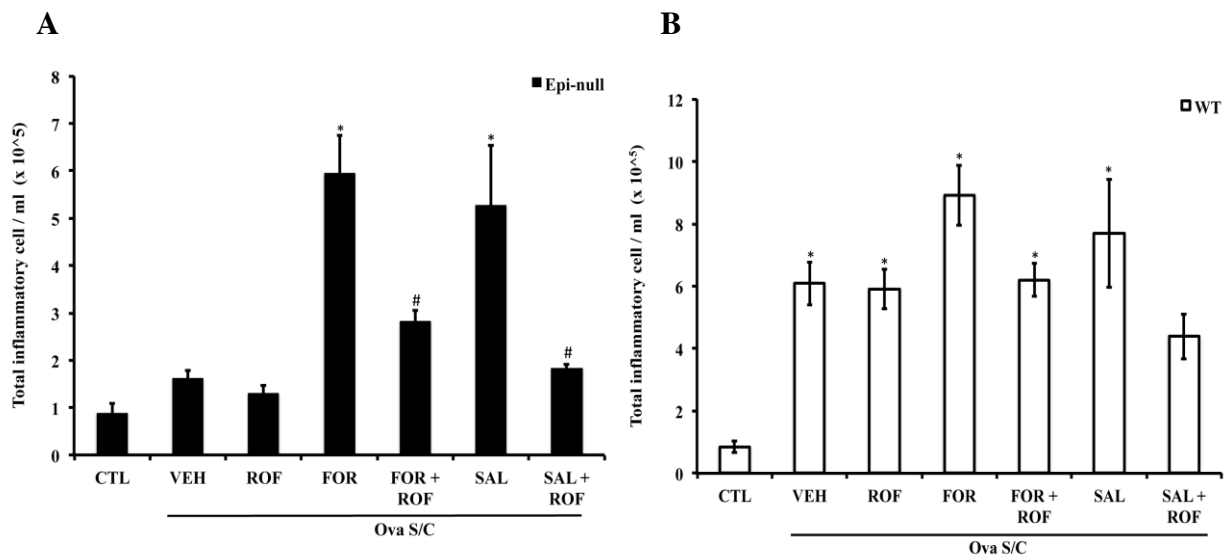 A
8
7
6
5
4
3
2
1
0
Total inflammatory cell / ml (x 10^5)
Epi-null
*
*
#
#
CTL VEH ROF FOR FOR + SAL SAL +
ROF ROF
Ova S/C
B
12
10
8
6
4
2
0
Total inflammatory cell / ml (x 10^5)
WT
*
*
*
*
*
CTL VEH ROF FOR FOR + SAL SAL +
ROF ROF
Ova S/C